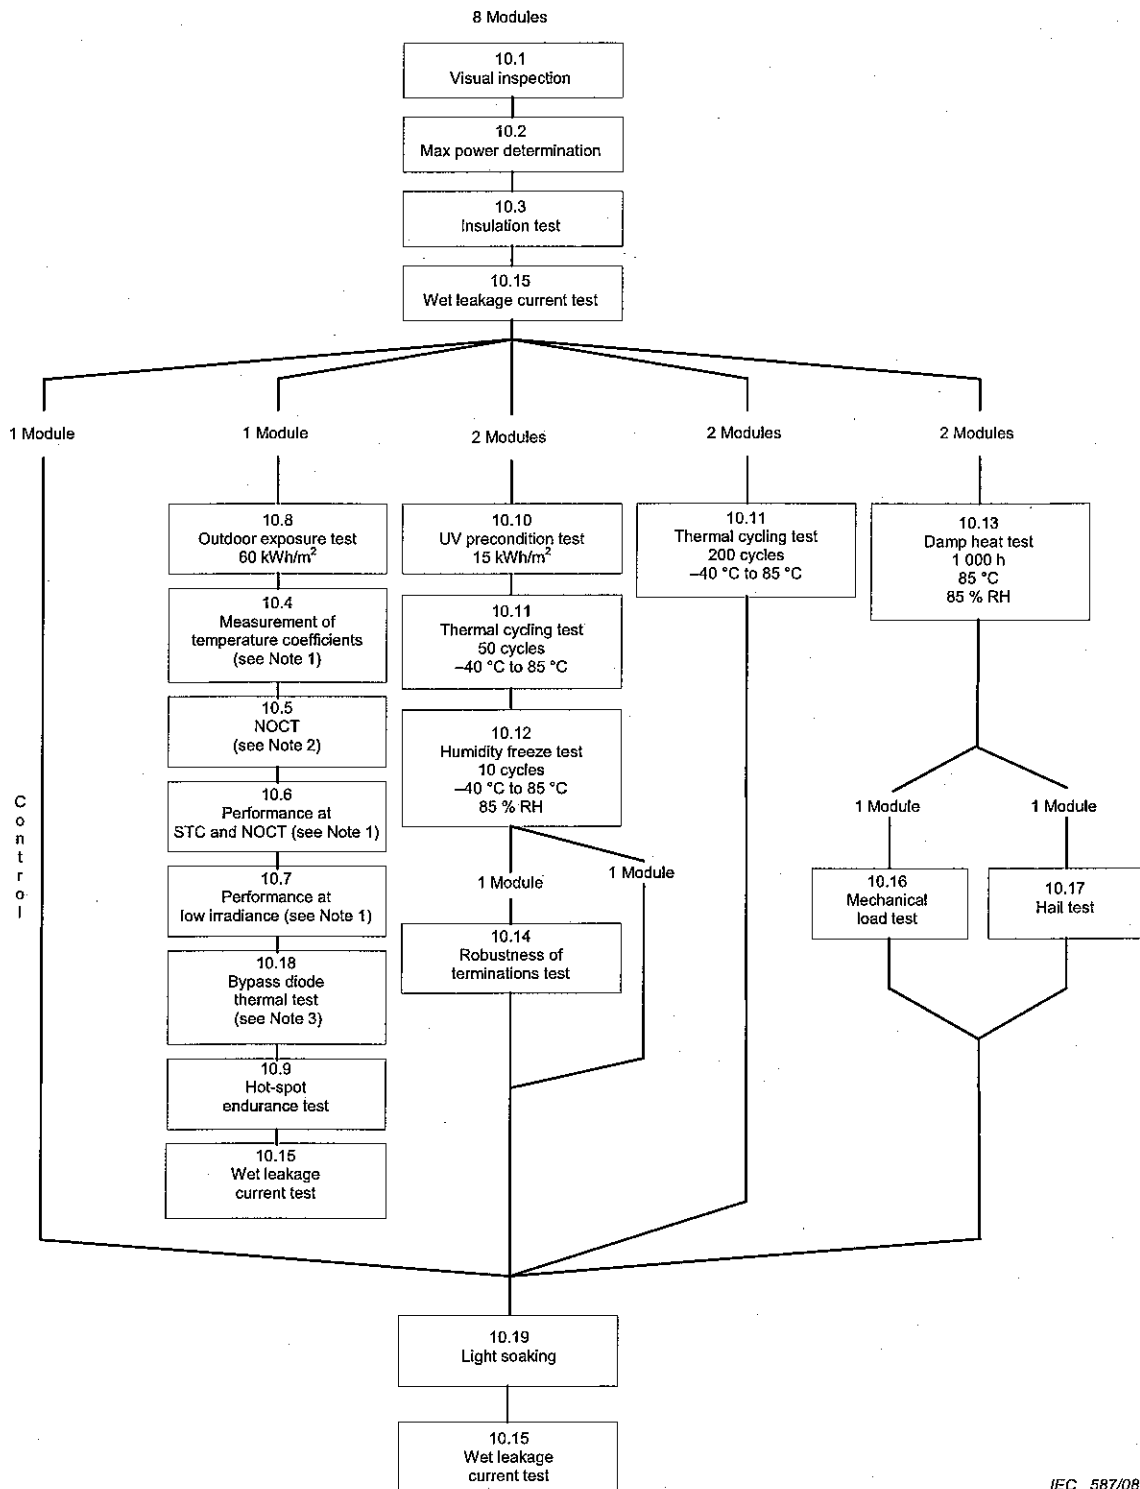 8 Modules
10.1
Visual inspection
10.2
Max power determination
10.3
Insulation test
10.15
Wet leakage current test
1 Module
1 Module
2 Modules
2 Modules
2 Modules
Control
10.8
Outdoor exposure test
60 kWh/m²
10.4
Measurement of
temperature coefficients
(see Note 1)
10.5
NOCT
(see Note 2)
10.6
Performance at
STC and NOCT (see Note 1)
10.7
Performance at
low irradiance (see Note 1)
10.18
Bypass diode
thermal test
(see Note 3)
10.9
Hot-spot
endurance test
10.15
Wet leakage
current test
10.10
UV precondition test
15 kWh/m²
10.11
Thermal cycling test
50 cycles
–40 °C to 85 °C
10.12
Humidity freeze test
10 cycles
–40 °C to 85 °C
85 % RH
1 Module
1 Module
10.14
Robustness of
terminations test
10.11
Thermal cycling test
200 cycles
–40 °C to 85 °C
10.13
Damp heat test
1 000 h
85 °C
85 % RH
1 Module
1 Module
10.16
Mechanical
load test
10.17
Hail test
10.19
Light soaking
10.15
Wet leakage
current test
IEC 587/08